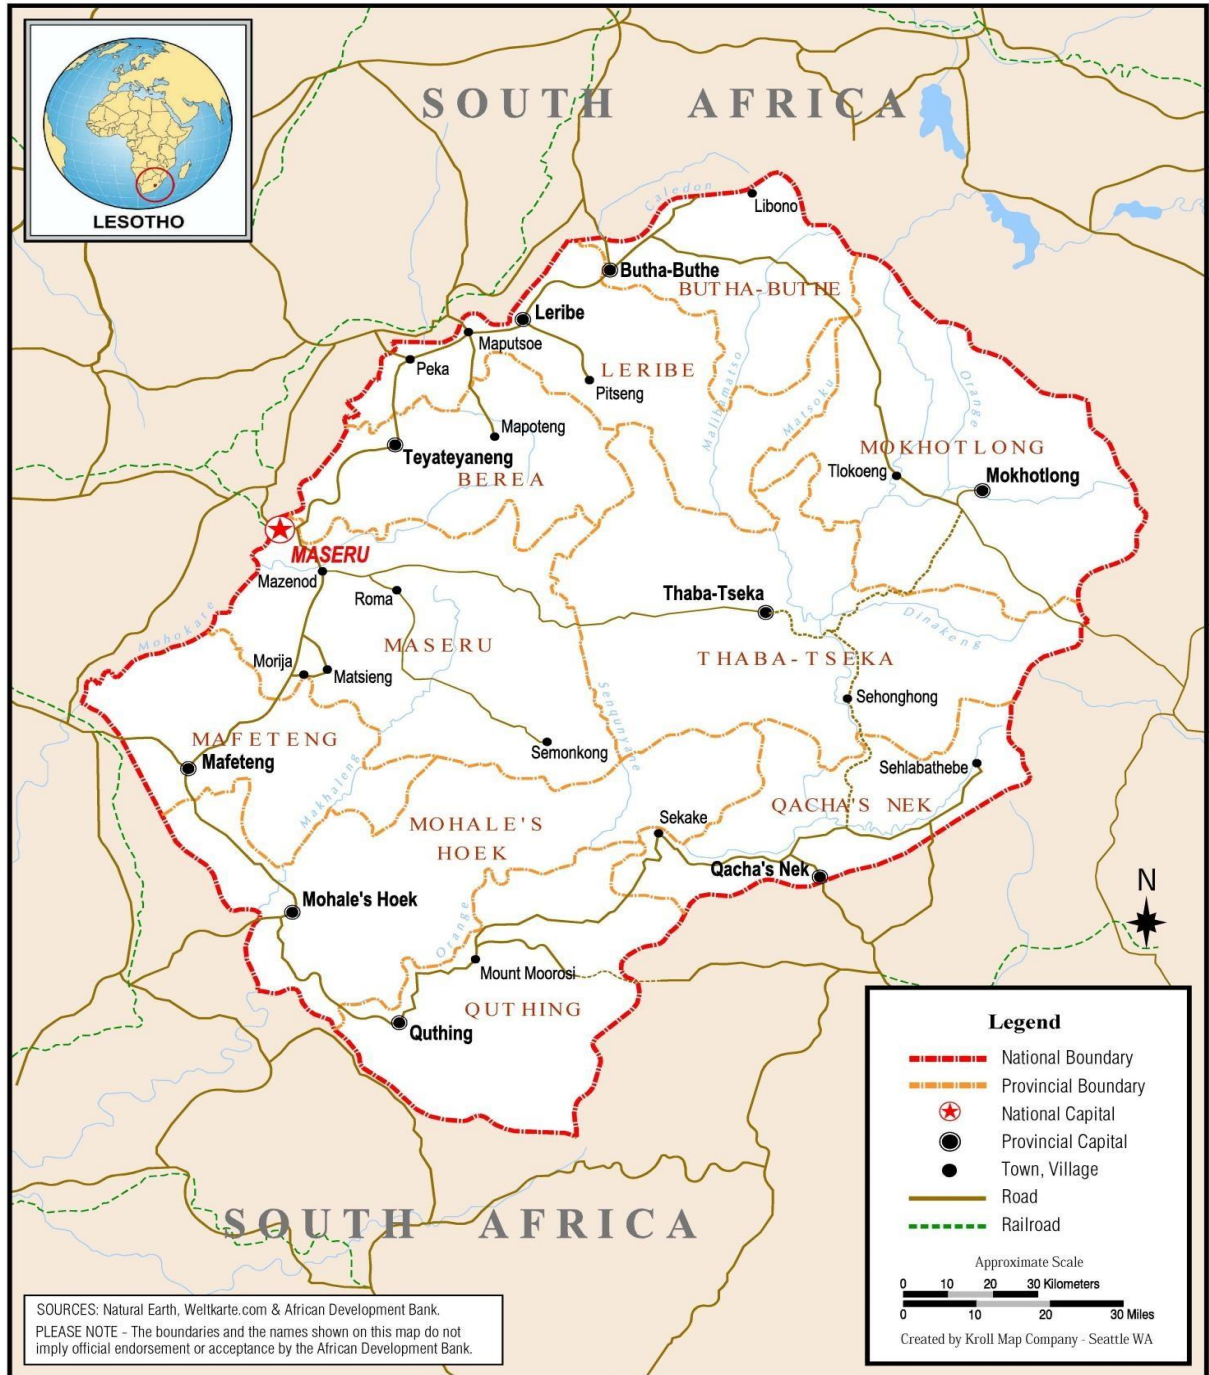 LESOTHO
SOUTH AFRICA
Caledon
Libono
Butha-Buthe
BUTHA-BUTHE
Leribe
Maputsoe
Peka
LERIBE
Pitseng
Malibamatso
Matsoku
Orange
Mapoteng
Teyateyaneng
BEREA
MOKHOTLONG
Tlokoeng
Mokhotlong
MASERU
Mazenod
Roma
Thaba-Tseka
Dinakeng
Mohokare
MASERU
THABA-TSEKA
Morija
Matsieng
Senqunyane
Sehonghong
MAFETENG
Mafeteng
Semonkong
Makhaleng
Sehlabathebe
QACHA'S NEK
MOHALE'S
HOEK
Sekake
Qacha's Nek
Mohale's Hoek
Orange
Mount Moorosi
QUTHING
Quthing
N
SOUTH AFRICA
Legend
National Boundary
Provincial Boundary
National Capital
Provincial Capital
Town, Village
Road
Railroad
Approximate Scale
0 10 20 30 Kilometers
0 10 20 30 Miles
Created by Kroll Map Company - Seattle WA
SOURCES: Natural Earth, Weltkarte.com & African Development Bank.
PLEASE NOTE - The boundaries and the names shown on this map do not
imply official endorsement or acceptance by the African Development Bank.